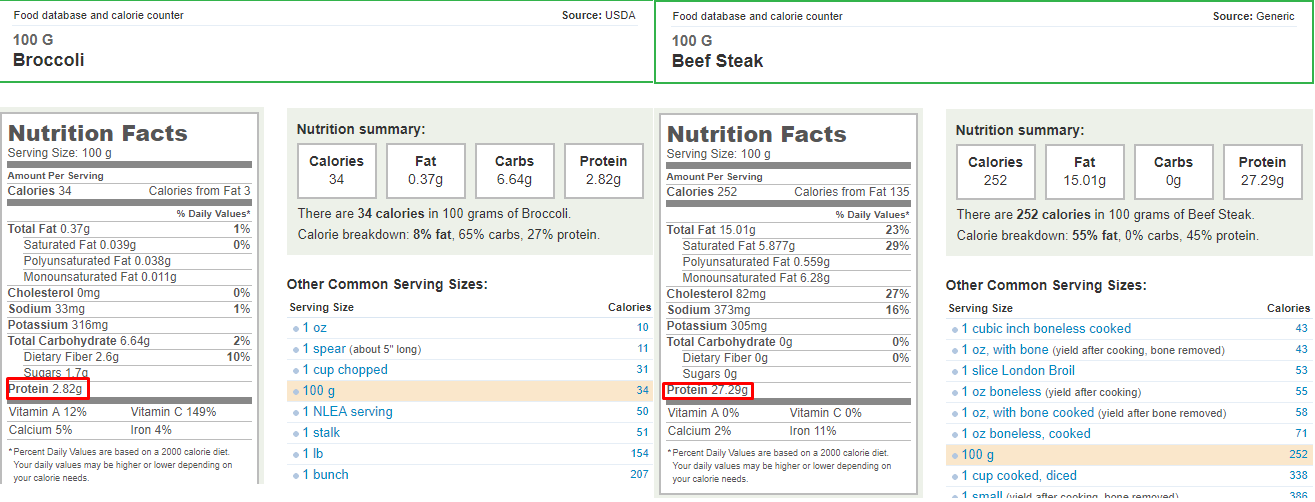 Food database and calorie counter
Source: USDA
100 G
Broccoli
Nutrition Facts
Serving Size: 100 g
Amount Per Serving
Calories 34 Calories from Fat 3
% Daily Values*
Total Fat 0.37g 1%
Saturated Fat 0.039g 0%
Polyunsaturated Fat 0.038g
Monounsaturated Fat 0.011g
Cholesterol 0mg 0%
Sodium 33mg 1%
Potassium 316mg
Total Carbohydrate 6.64g 2%
Dietary Fiber 2.6g 10%
Sugars 1.7g
Protein 2.82g
Vitamin A 12% Vitamin C 149%
Calcium 5% Iron 4%
* Percent Daily Values are based on a 2000 calorie diet.
Your daily values may be higher or lower depending on
your calorie needs.
Nutrition summary:
Calories Fat Carbs Protein
34 0.37g 6.64g 2.82g
There are 34 calories in 100 grams of Broccoli.
Calorie breakdown: 8% fat, 65% carbs, 27% protein.
Other Common Serving Sizes:
Serving Size Calories
1 oz 10
1 spear (about 5" long) 11
1 cup chopped 31
100 g 34
1 NLEA serving 50
1 stalk 51
1 lb 154
1 bunch 207
Food database and calorie counter
Source: Generic
100 G
Beef Steak
Nutrition Facts
Serving Size: 100 g
Amount Per Serving
Calories 252 Calories from Fat 135
% Daily Values*
Total Fat 15.01g 23%
Saturated Fat 5.877g 29%
Polyunsaturated Fat 0.559g
Monounsaturated Fat 6.28g
Cholesterol 82mg 27%
Sodium 373mg 16%
Potassium 305mg
Total Carbohydrate 0g 0%
Dietary Fiber 0g 0%
Sugars 0g
Protein 27.29g
Vitamin A 0% Vitamin C 0%
Calcium 2% Iron 11%
* Percent Daily Values are based on a 2000 calorie diet.
Your daily values may be higher or lower depending on
your calorie needs.
Nutrition summary:
Calories Fat Carbs Protein
252 15.01g 0g 27.29g
There are 252 calories in 100 grams of Beef Steak.
Calorie breakdown: 55% fat, 0% carbs, 45% protein.
Other Common Serving Sizes:
Serving Size Calories
1 cubic inch boneless cooked 43
1 oz, with bone (yield after cooking, bone removed) 43
1 slice London Broil 53
1 oz boneless (yield after cooking) 55
1 oz, with bone cooked (yield after bone removed) 58
1 oz boneless, cooked 71
100 g 252
1 cup cooked, diced 338
1 small (yield after cooking, bone removed) 386